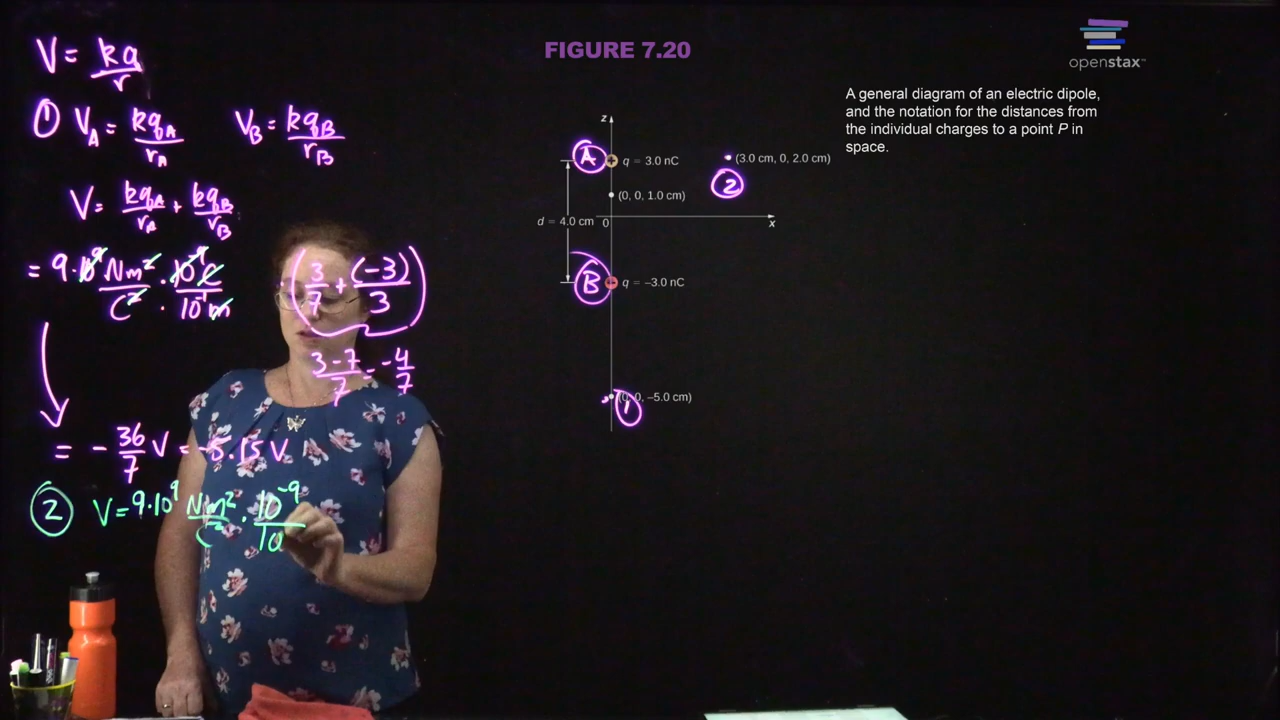 V = kq/r
① V_A = kq_A/r_A V_B = kq_B/r_B
V = kq_A/r_A + kq_B/r_B
= 9·10⁹ Nm²/C² · 10⁻⁹C/10⁻¹m · (3/7 + (-3)/3)
3-7/7 = -4/7
= -36/7 V = -5.15 V
② V = 9·10⁹ Nm²/C² · 10⁻⁹/10
FIGURE 7.20
openstax™
A general diagram of an electric dipole,
and the notation for the distances from
the individual charges to a point P in
space.
z
A + q = 3.0 nC
(3.0 cm, 0, 2.0 cm)
②
(0, 0, 1.0 cm)
d = 4.0 cm 0
x
B q = −3.0 nC
① 0, −5.0 cm)